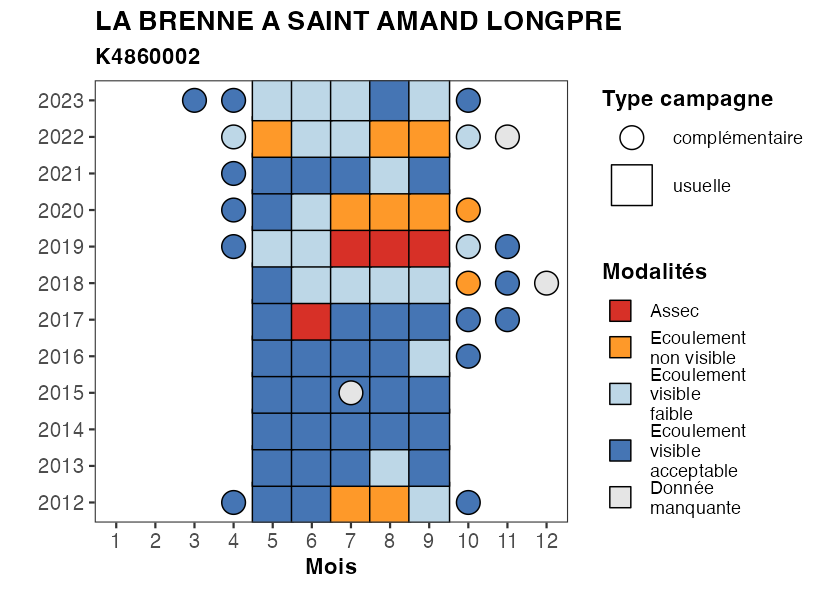 LA BRENNE A SAINT AMAND LONGPRE
K4860002
2023
2022
2021
2020
2019
2018
2017
2016
2015
2014
2013
2012
1 2 3 4 5 6 7 8 9 10 11 12
Mois
Type campagne
complémentaire
usuelle
Modalités
Assec
Ecoulement
non visible
Ecoulement
visible
faible
Ecoulement
visible
acceptable
Donnée
manquante